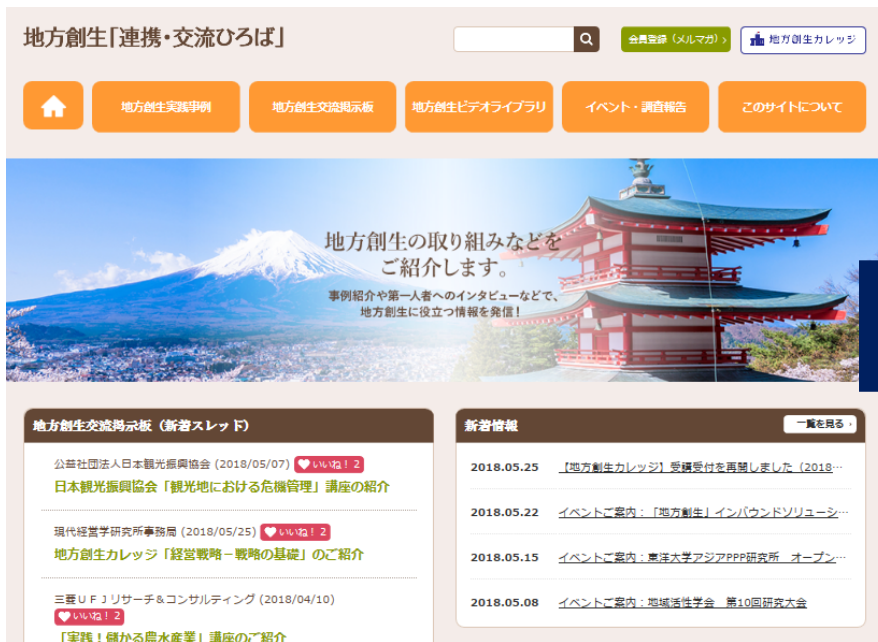 地方創生「連携・交流ひろば」
会員登録（メルマガ）›
地方創生カレッジ
地方創生実践事例
地方創生交流掲示板
地方創生ビデオライブラリ
イベント・調査報告
このサイトについて
地方創生の取り組みなどを
ご紹介します。
事例紹介や第一人者へのインタビューなどで、
地方創生に役立つ情報を発信！
地方創生交流掲示板（新着スレッド）
公益社団法人日本観光振興協会 (2018/05/07) いいね！ 2
日本観光振興協会「観光地における危機管理」講座の紹介
現代経営学研究所事務局 (2018/05/25) いいね！ 2
地方創生カレッジ「経営戦略－戦略の基礎」のご紹介
三菱ＵＦＪリサーチ&コンサルティング (2018/04/10)
いいね！ 2
「実践！儲かる農水産業」講座のご紹介
新着情報
一覧を見る ›
2018.05.25 【地方創生カレッジ】受講受付を再開しました（2018…
2018.05.22 イベントご案内：「地方創生」インバウンドソリューシ…
2018.05.15 イベントご案内：東洋大学アジアPPP研究所　オープン…
2018.05.08 イベントご案内：地域活性学会　第10回研究大会